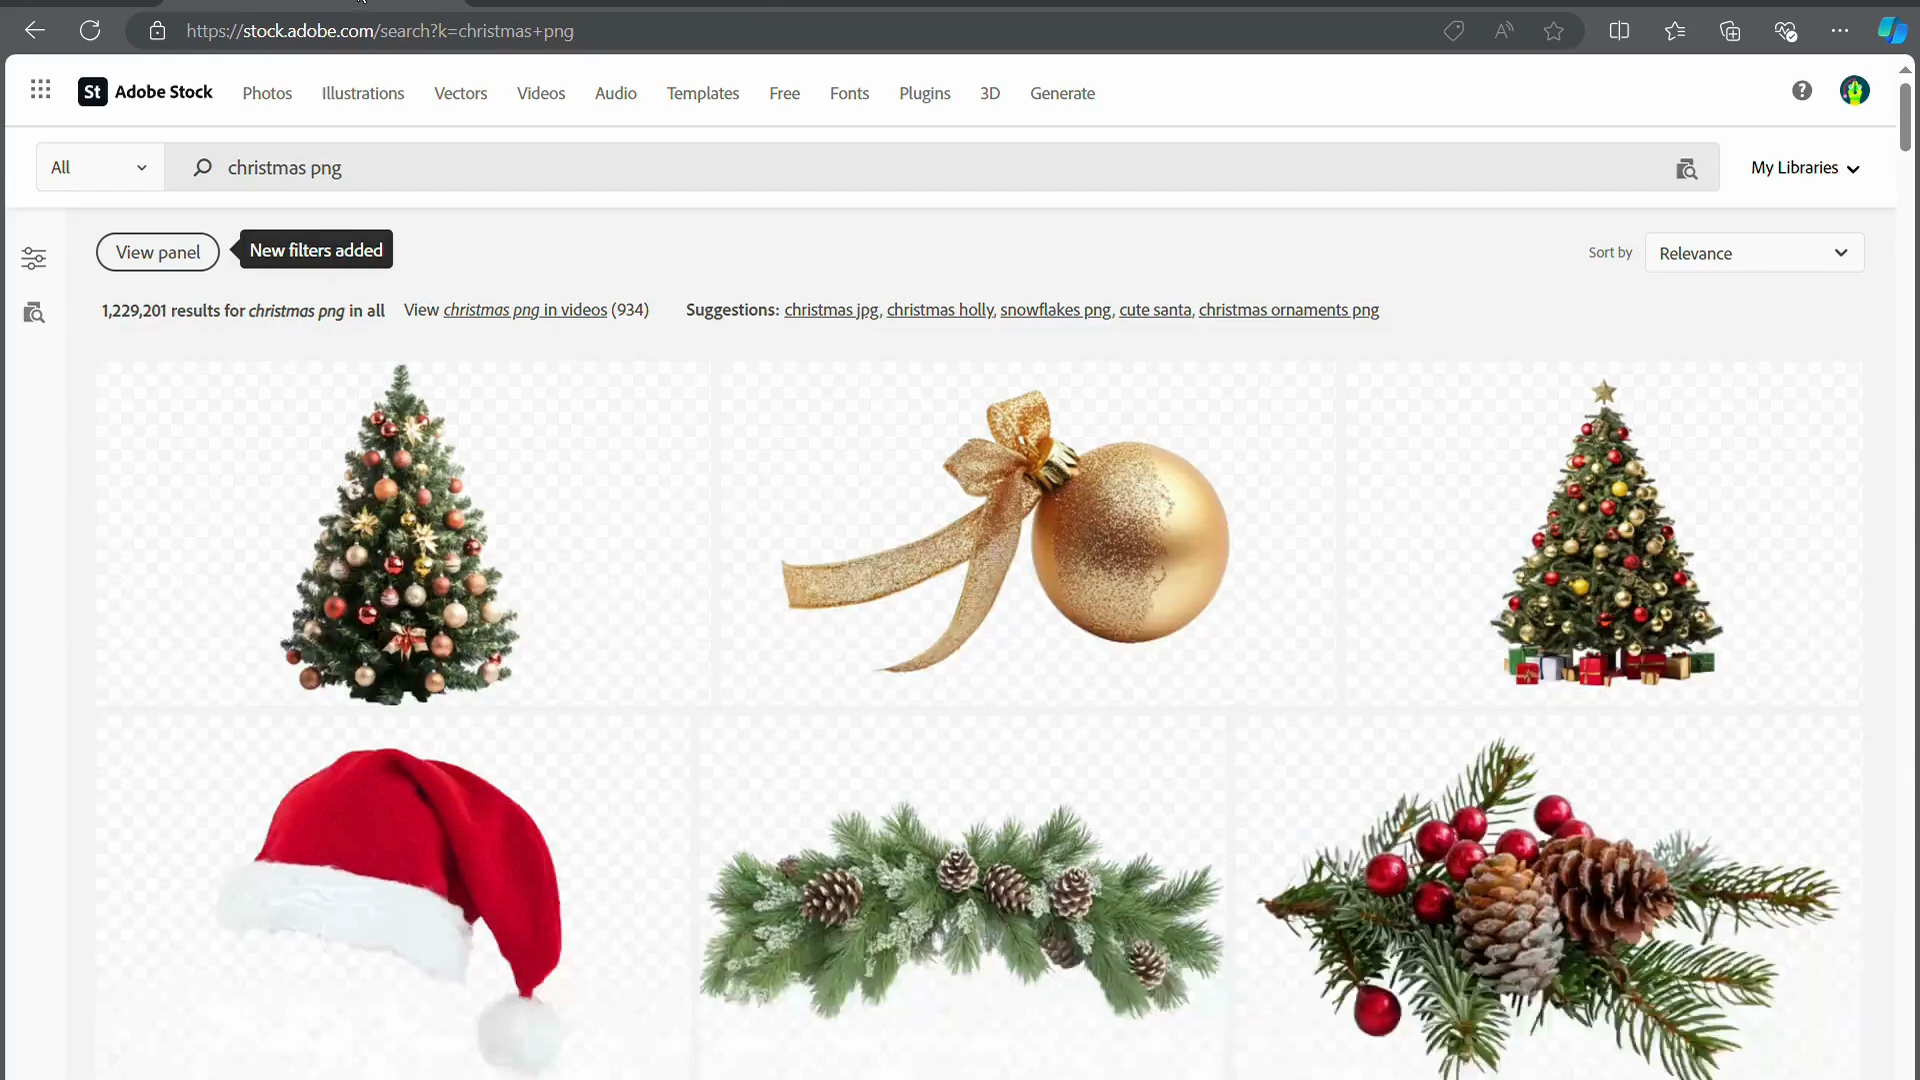 https://stock.adobe.com/search?k=christmas+png
St Adobe Stock Photos Illustrations Vectors Videos Audio Templates Free Fonts Plugins 3D Generate
All christmas png My Libraries
View panel New filters added Sort by Relevance
1,229,201 results for christmas png in all View christmas png in videos (934) Suggestions: christmas jpg, christmas holly, snowflakes png, cute santa, christmas ornaments png